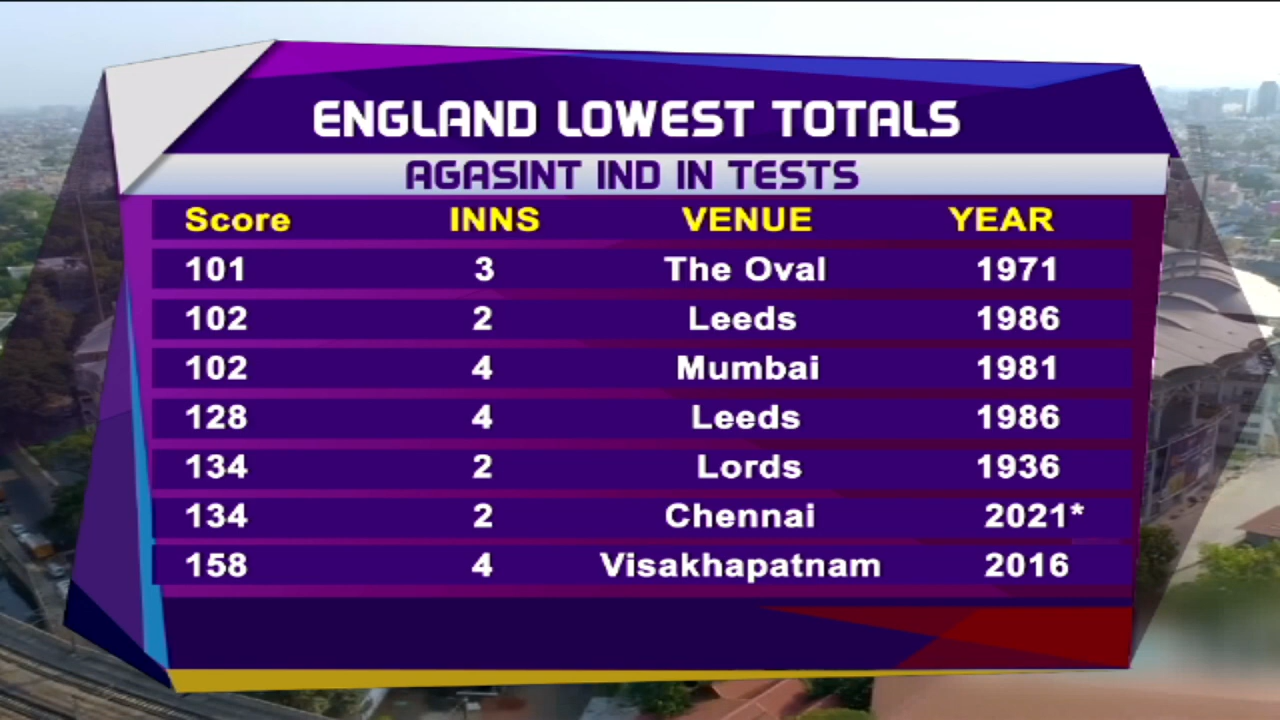 ENGLAND LOWEST TOTALS
AGASINT IND IN TESTS
Score INNS VENUE YEAR
101 3 The Oval 1971
102 2 Leeds 1986
102 4 Mumbai 1981
128 4 Leeds 1986
134 2 Lords 1936
134 2 Chennai 2021*
158 4 Visakhapatnam 2016